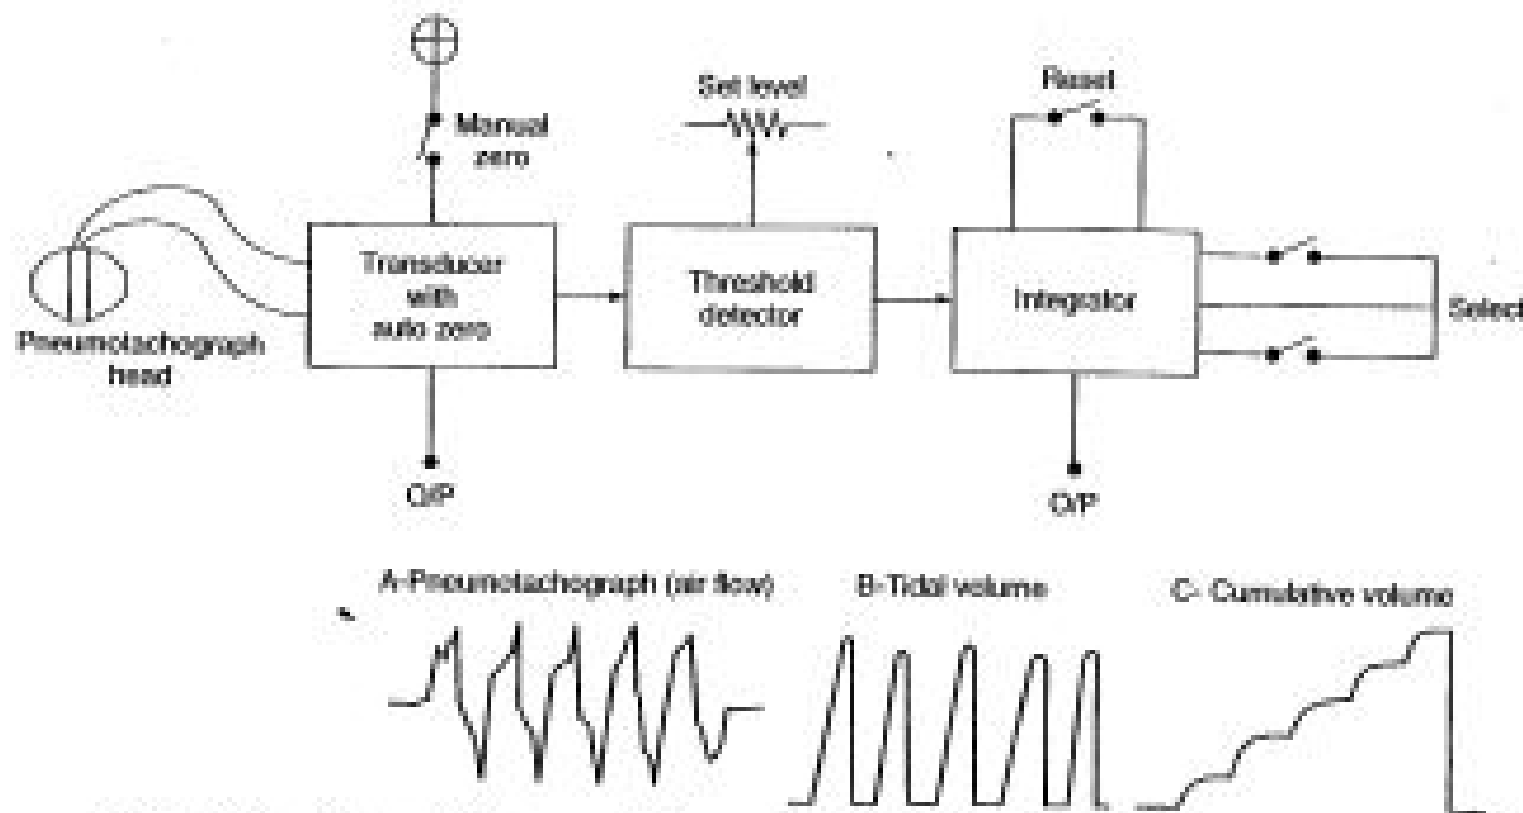 Manual
zero
Set level
Reset
Pneumotachograph
head
Transducer
with
auto zero
Threshold
detector
Integrator
Select
O/P
O/P
A-Pneumotachograph (air flow)
B-Tidal volume
C- Cumulative volume